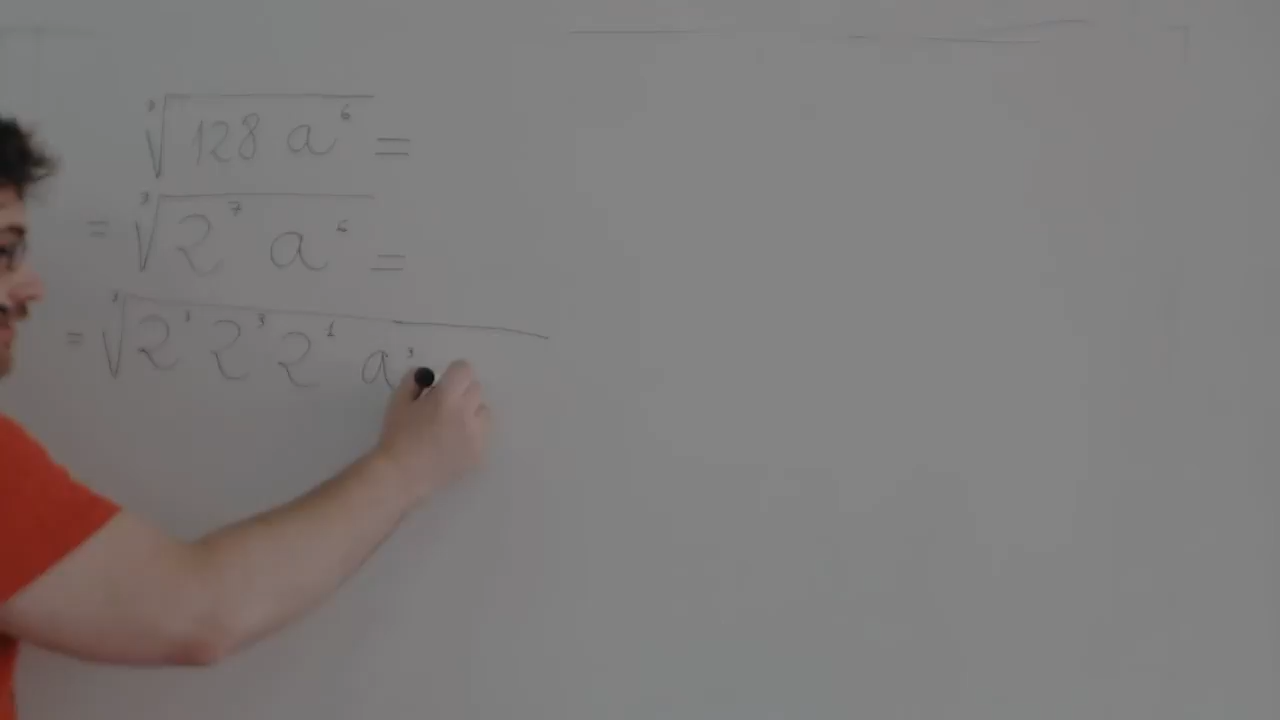 ∛128 a⁶ =
= ∛2⁷ a⁶ =
= ∛2³ 2³ 2¹ a³